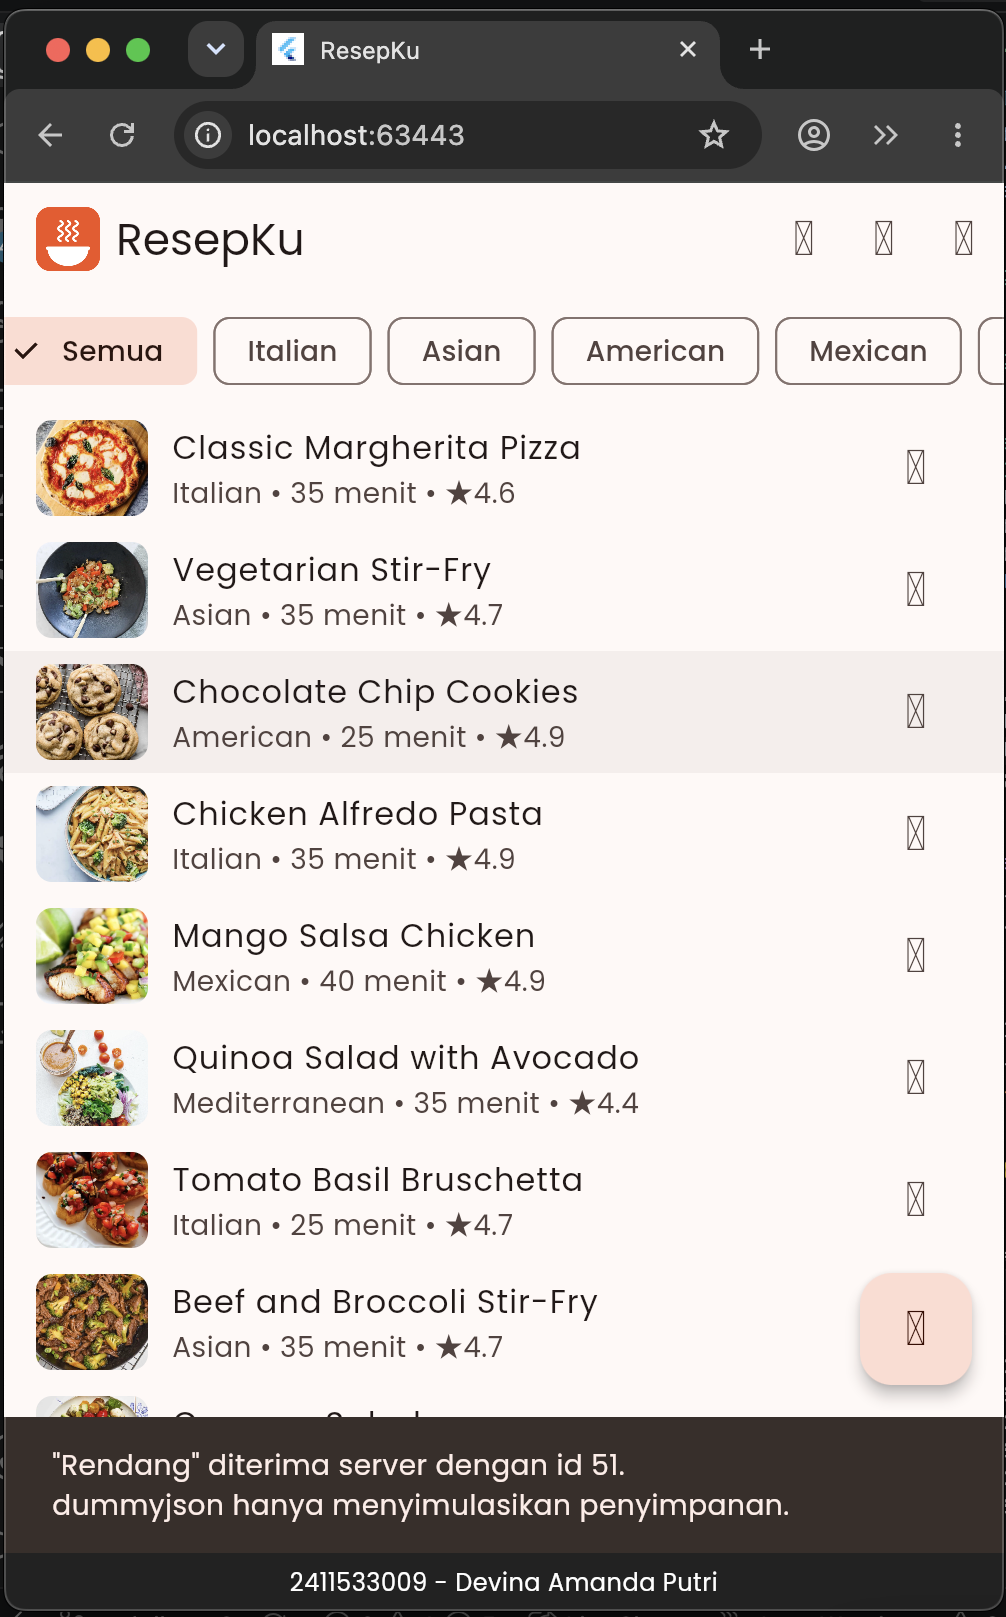 ResepKu
localhost:63443
ResepKu
Semua
Italian
Asian
American
Mexican
Classic Margherita Pizza
Italian • 35 menit • ★4.6
Vegetarian Stir-Fry
Asian • 35 menit • ★4.7
Chocolate Chip Cookies
American • 25 menit • ★4.9
Chicken Alfredo Pasta
Italian • 35 menit • ★4.9
Mango Salsa Chicken
Mexican • 40 menit • ★4.9
Quinoa Salad with Avocado
Mediterranean • 35 menit • ★4.4
Tomato Basil Bruschetta
Italian • 25 menit • ★4.7
Beef and Broccoli Stir-Fry
Asian • 35 menit • ★4.7
"Rendang" diterima server dengan id 51.
dummyjson hanya menyimulasikan penyimpanan.
2411533009 - Devina Amanda Putri